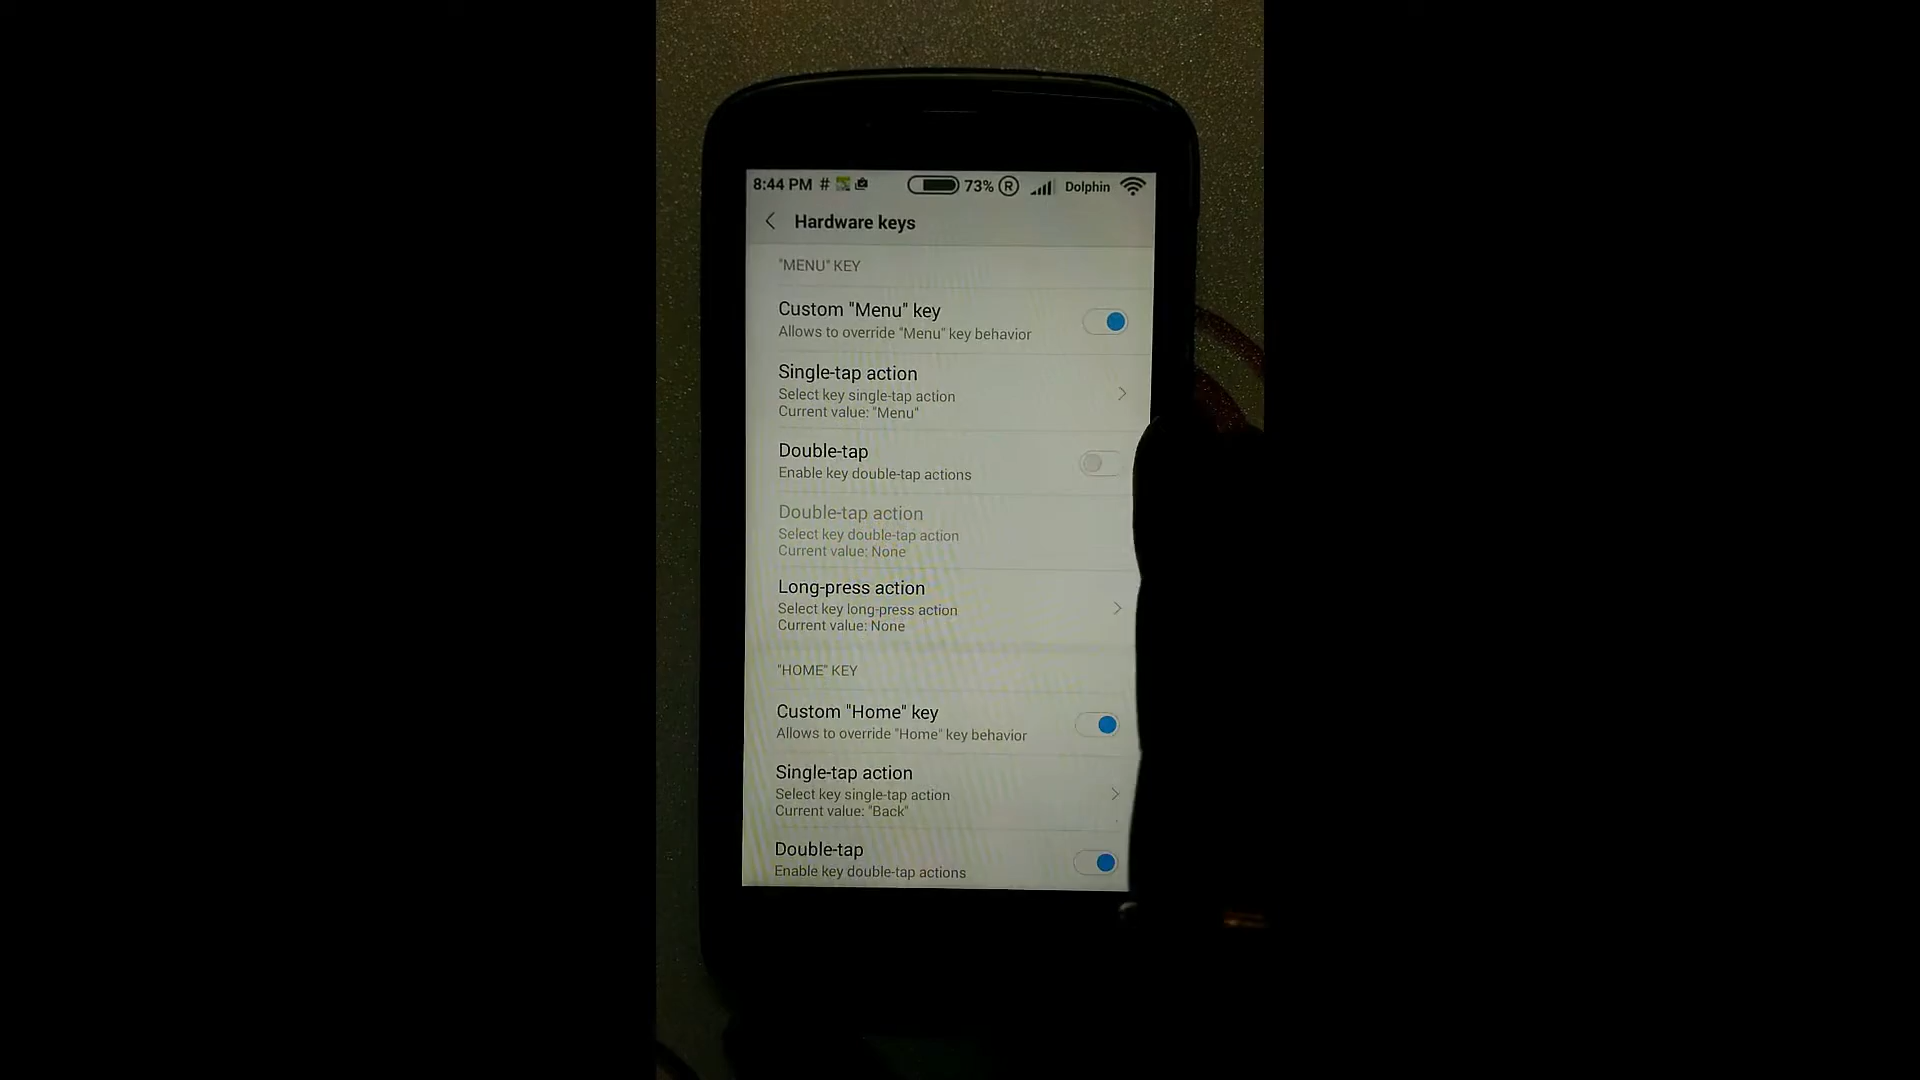 8:44 PM # 73% R Dolphin
Hardware keys
"MENU" KEY
Custom "Menu" key
Allows to override "Menu" key behavior
Single-tap action
Select key single-tap action
Current value: "Menu"
Double-tap
Enable key double-tap actions
Double-tap action
Select key double-tap action
Current value: None
Long-press action
Select key long-press action
Current value: None
"HOME" KEY
Custom "Home" key
Allows to override "Home" key behavior
Single-tap action
Select key single-tap action
Current value: "Back"
Double-tap
Enable key double-tap actions